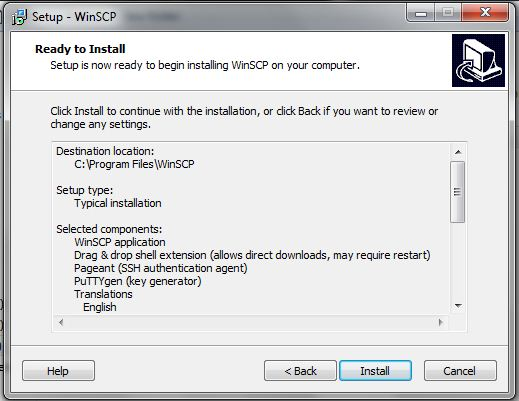 Setup - WinSCP
Ready to Install
Setup is now ready to begin installing WinSCP on your computer.
Click Install to continue with the installation, or click Back if you want to review or
change any settings.
Destination location:
C:\Program Files\WinSCP
Setup type:
Typical installation
Selected components:
WinSCP application
Drag & drop shell extension (allows direct downloads, may require restart)
Pageant (SSH authentication agent)
PuTTYgen (key generator)
Translations
English
Help
< Back
Install
Cancel